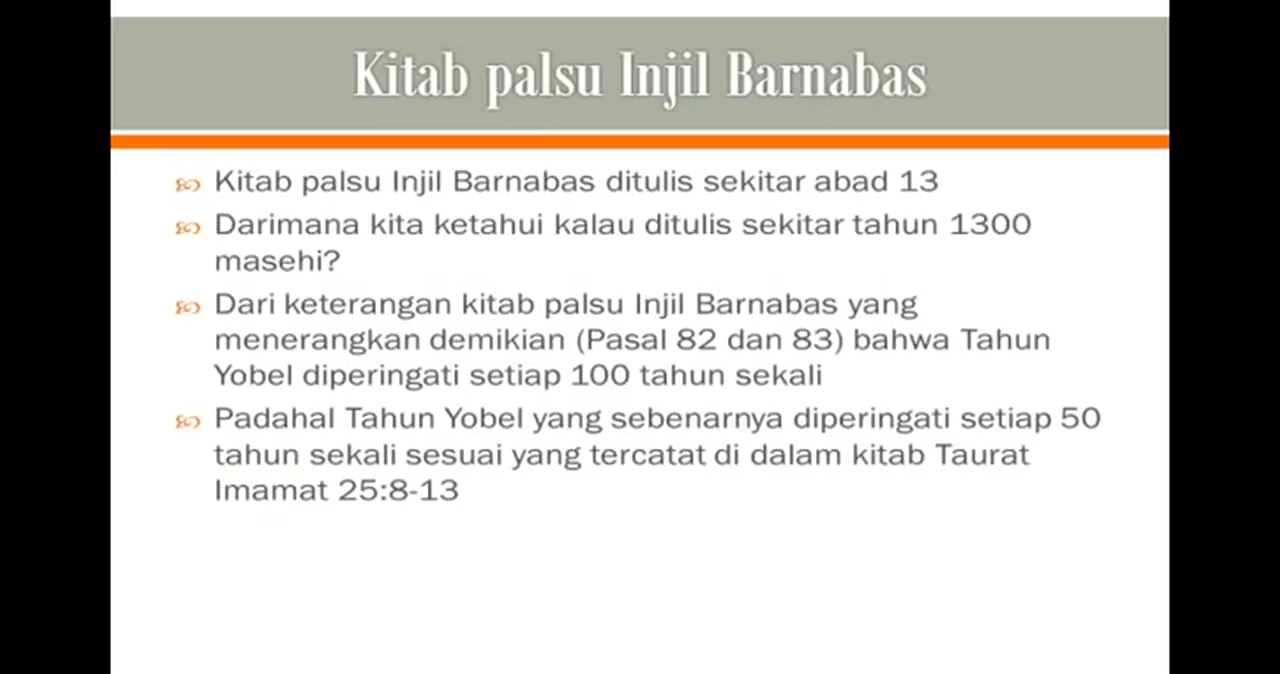 Kitab palsu Injil Barnabas
Kitab palsu Injil Barnabas ditulis sekitar abad 13
Darimana kita ketahui kalau ditulis sekitar tahun 1300
masehi?
Dari keterangan kitab palsu Injil Barnabas yang
menerangkan demikian (Pasal 82 dan 83) bahwa Tahun
Yobel diperingati setiap 100 tahun sekali
Padahal Tahun Yobel yang sebenarnya diperingati setiap 50
tahun sekali sesuai yang tercatat di dalam kitab Taurat
Imamat 25:8-13